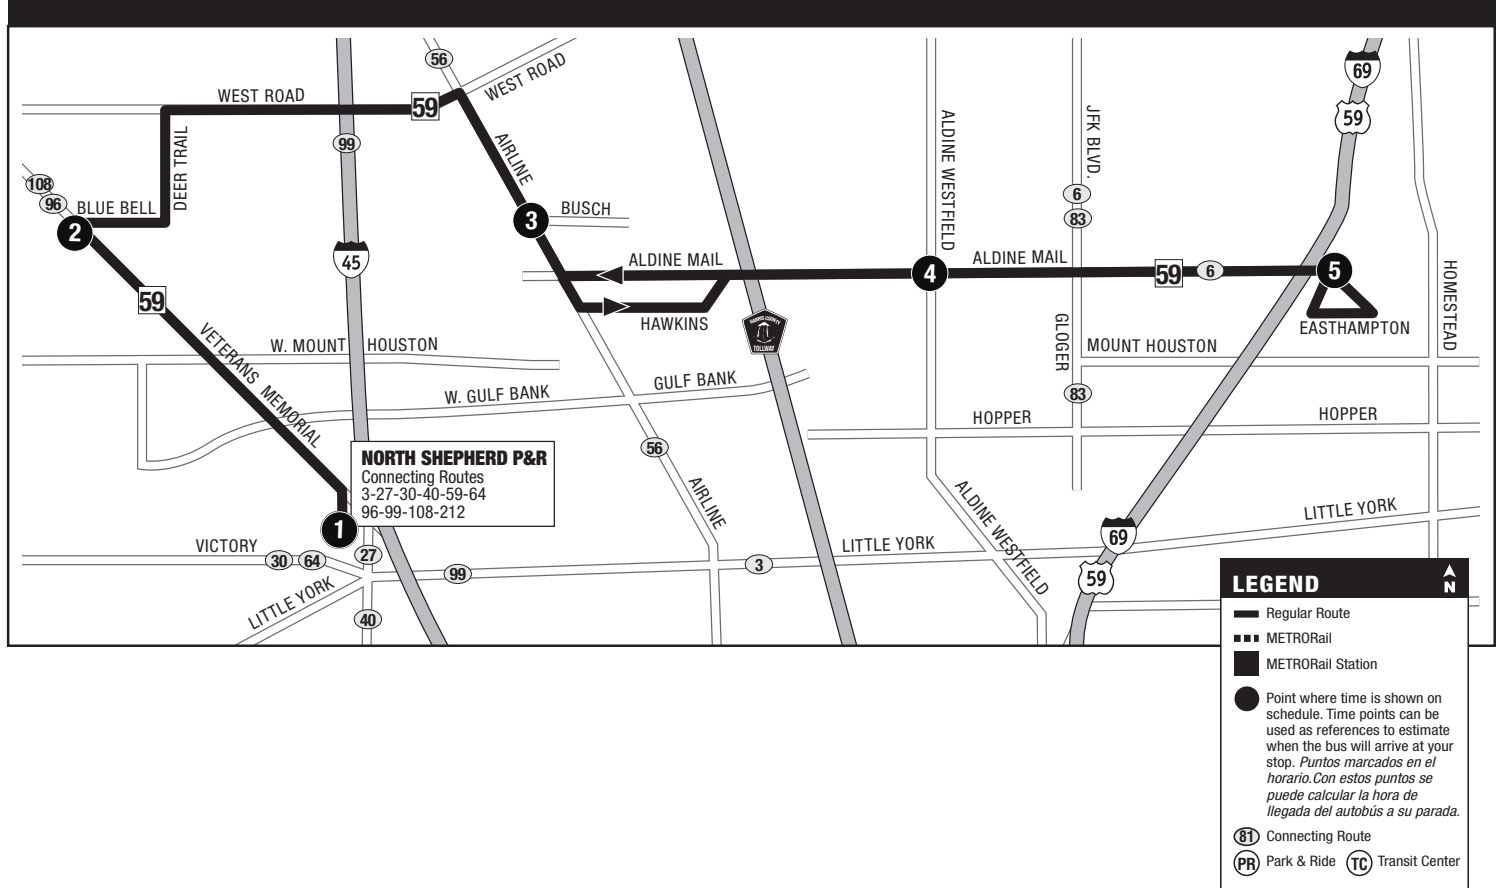 56
WEST ROAD
WEST ROAD
59
99
DEER TRAIL
AIRLINE
108
96
BLUE BELL
2
3
BUSCH
45
59
ALDINE MAIL
HAWKINS
HARRIS COUNTY
TOLLWAY
ALDINE WESTFIELD
4
ALDINE MAIL
JFK BLVD.
6
83
59
6
5
69
59
EASTHAMPTON
HOMESTEAD
VETERANS MEMORIAL
W. MOUNT HOUSTON
W. GULF BANK
GULF BANK
GLOGER
MOUNT HOUSTON
83
HOPPER
HOPPER
56
AIRLINE
NORTH SHEPHERD P&R
Connecting Routes
3-27-30-40-59-64
96-99-108-212
1
VICTORY
30
64
27
LITTLE YORK
99
40
3
LITTLE YORK
ALDINE WESTFIELD
69
59
LITTLE YORK
LEGEND
N
Regular Route
METRORail
METRORail Station
Point where time is shown on
schedule. Time points can be
used as references to estimate
when the bus will arrive at your
stop. Puntos marcados en el
horario.Con estos puntos se
puede calcular la hora de
llegada del autobús a su parada.
81 Connecting Route
PR Park & Ride TC Transit Center